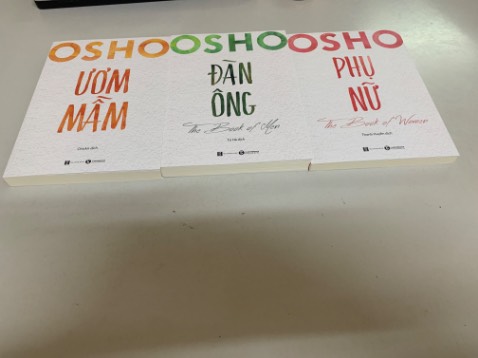 OSHO
ƯƠM
MẦM
OSHO
ĐÀN
ÔNG
The Book of Men
OSHO
PHỤ
NỮ
The Book of Women